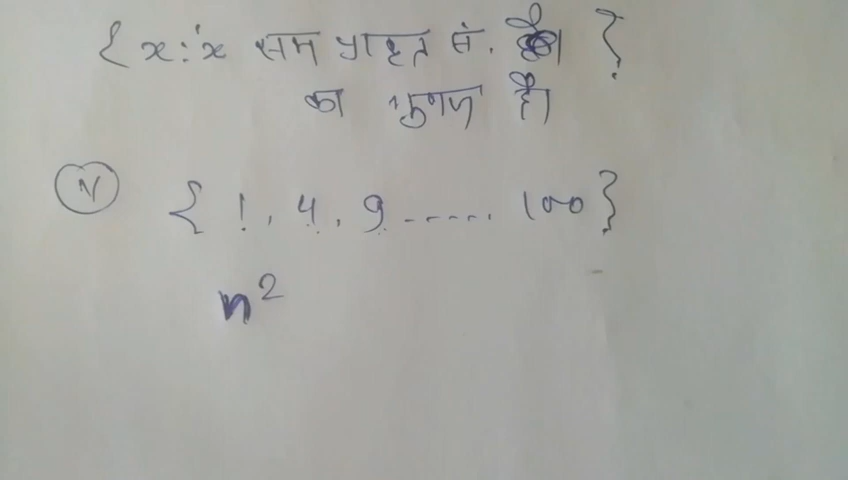 { x : x सम प्राकृत सं. है }
का गुणज है।
(V) { 1, 4, 9 ...... 100 }
n²